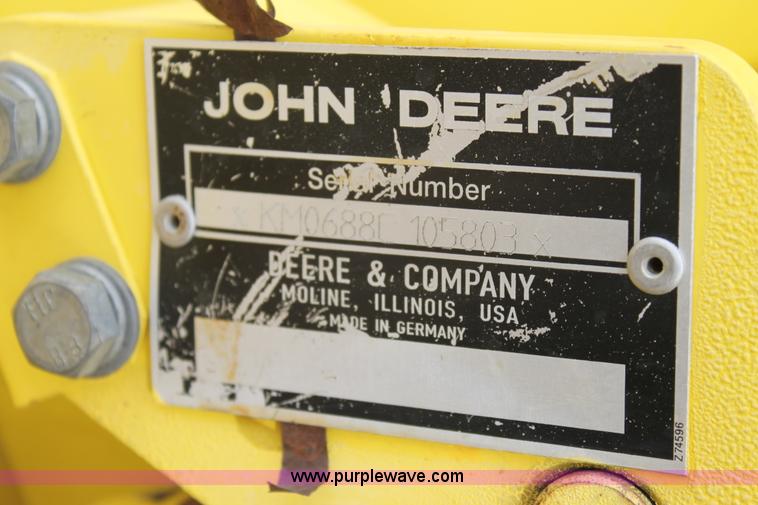 JOHN DEERE
Serial Number
x KM0688C 105803 x
DEERE & COMPANY
MOLINE, ILLINOIS, USA
MADE IN GERMANY
Z74596
www.purplewave.com